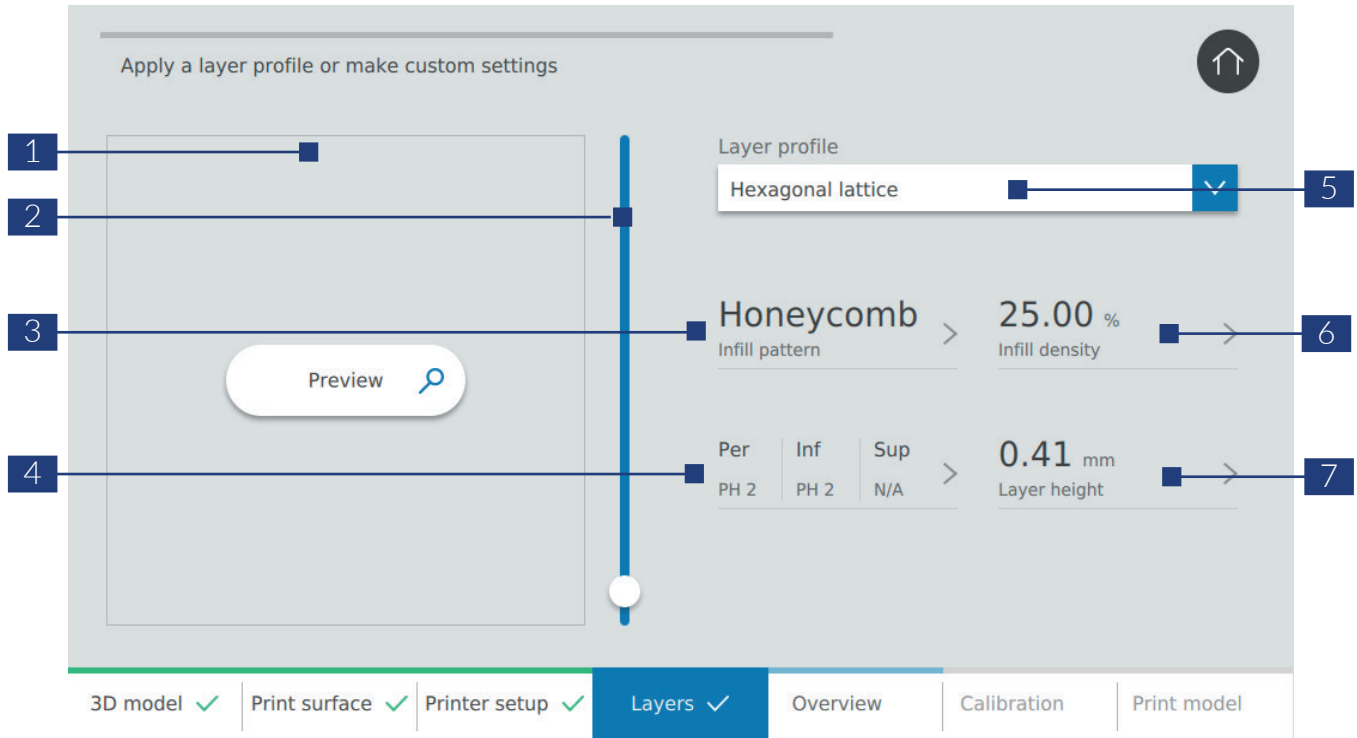 Apply a layer profile or make custom settings
1
2
3
4
Preview
Layer profile
Hexagonal lattice
5
Honeycomb
Infill pattern
25.00 %
Infill density
6
Per Inf Sup
PH 2 PH 2 N/A
0.41 mm
Layer height
7
3D model Print surface Printer setup Layers Overview Calibration Print model